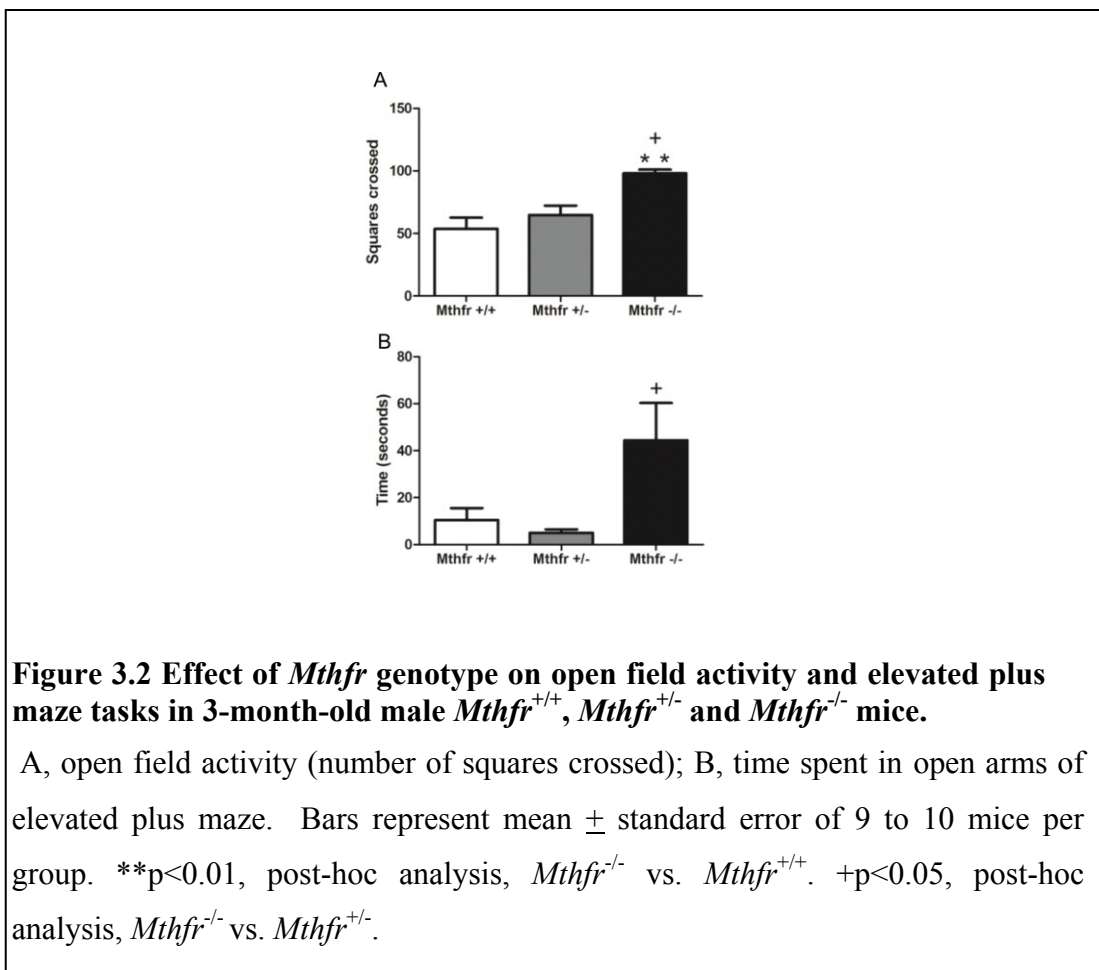 A
150
100
50
0
Squares crossed
+
* *
Mthfr +/+ Mthfr +/- Mthfr -/-
B
80
60
40
20
0
Time (seconds)
+
Mthfr +/+ Mthfr +/- Mthfr -/-
Figure 3.2 Effect of Mthfr genotype on open field activity and elevated plus
maze tasks in 3-month-old male Mthfr+/+, Mthfr+/- and Mthfr-/- mice.
A, open field activity (number of squares crossed); B, time spent in open arms of
elevated plus maze. Bars represent mean ± standard error of 9 to 10 mice per
group. **p<0.01, post-hoc analysis, Mthfr-/- vs. Mthfr+/+. +p<0.05, post-hoc
analysis, Mthfr-/- vs. Mthfr+/-.